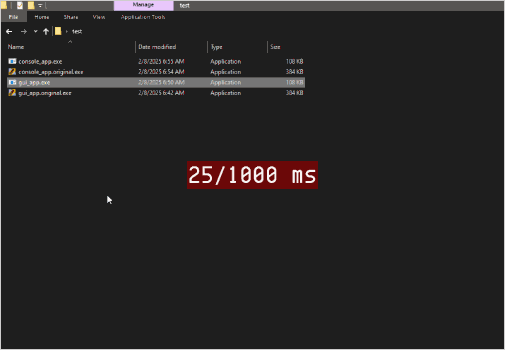 Manage
test
File
Home
Share
View
Application Tools
test
Name
Date modified
Type
Size
console_app.exe
2/8/2025 6:53 AM
Application
108 KB
console_app.original.exe
2/8/2025 6:54 AM
Application
384 KB
gui_app.exe
2/8/2025 6:50 AM
Application
108 KB
gui_app.original.exe
2/8/2025 6:42 AM
Application
384 KB
25/1000 ms